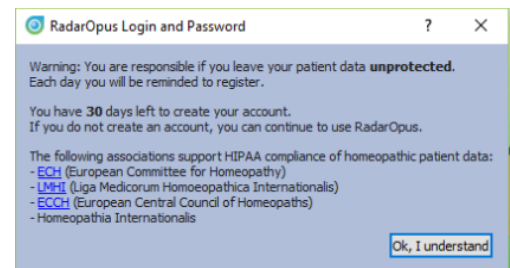 RadarOpus Login and Password
Warning: You are responsible if you leave your patient data unprotected.
Each day you will be reminded to register.
You have 30 days left to create your account.
If you do not create an account, you can continue to use RadarOpus.
The following associations support HIPAA compliance of homeopathic patient data:
- ECH (European Committee for Homeopathy)
- LMHI (Liga Medicorum Homoeopathica Internationalis)
- ECCH (European Central Council of Homeopaths)
- Homeopathia Internationalis
Ok, I understand